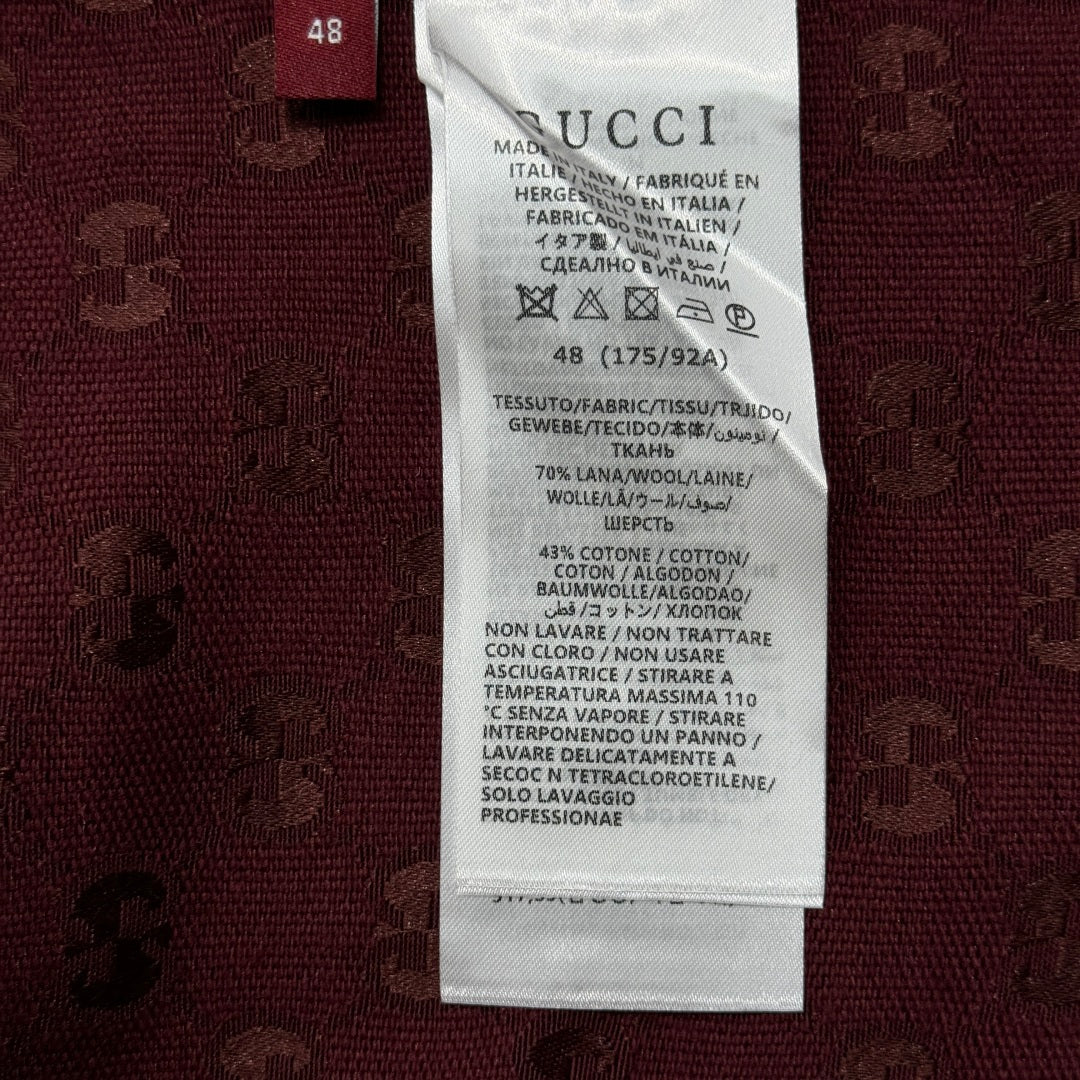 48
GUCCI
MADE IN ITALY / FABRIQUÉ EN
ITALIE / HECHO EN ITALIA /
HERGESTELLT IN ITALIEN /
FABRICADO EM ITÁLIA /
イタア製 / صنع في ايطاليا /
СДЕАЛНО В ИТАЛИИ
P
48 (175/92A)
TESSUTO/FABRIC/TISSU/TRJIDO/
GEWEBE/TECIDO/本体/نومينون /
ТКАНЬ
70% LANA/WOOL/LAINE/
WOLLE/LÃ/ウール/صوف/
ШЕРСТЬ
43% COTONE / COTTON/
COTON / ALGODON /
BAUMWOLLE/ALGODAO/
قطن /コットン/ ХЛОПОК
NON LAVARE / NON TRATTARE
CON CLORO / NON USARE
ASCIUGATRICE / STIRARE A
TEMPERATURA MASSIMA 110
°C SENZA VAPORE / STIRARE
INTERPONENDO UN PANNO /
LAVARE DELICATAMENTE A
SECOC N TETRACLOROETILENE/
SOLO LAVAGGIO
PROFESSIONAE